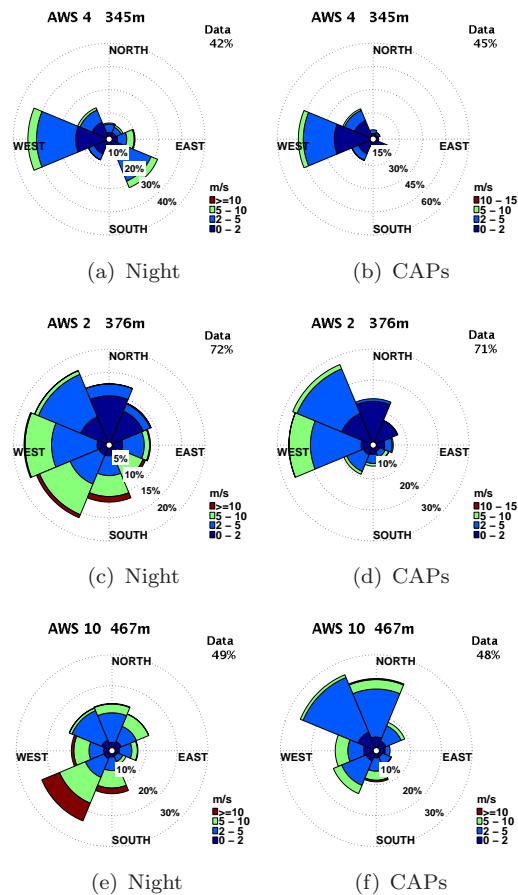 AWS 4 345m
Data
42%
NORTH
WEST
EAST
SOUTH
10%
20%
30%
40%
m/s
>=10
5 – 10
2 – 5
0 – 2
(a) Night
AWS 4 345m
Data
45%
NORTH
WEST
EAST
SOUTH
15%
30%
45%
60%
m/s
10 – 15
5 – 10
2 – 5
0 – 2
(b) CAPs
AWS 2 376m
Data
72%
NORTH
WEST
EAST
SOUTH
5%
10%
15%
20%
m/s
>=10
5 – 10
2 – 5
0 – 2
(c) Night
AWS 2 376m
Data
71%
NORTH
WEST
EAST
SOUTH
10%
20%
30%
m/s
10 – 15
5 – 10
2 – 5
0 – 2
(d) CAPs
AWS 10 467m
Data
49%
NORTH
WEST
EAST
SOUTH
10%
20%
30%
m/s
>=10
5 – 10
2 – 5
0 – 2
(e) Night
AWS 10 467m
Data
48%
NORTH
WEST
EAST
SOUTH
10%
20%
30%
m/s
>=10
5 – 10
2 – 5
0 – 2
(f) CAPs